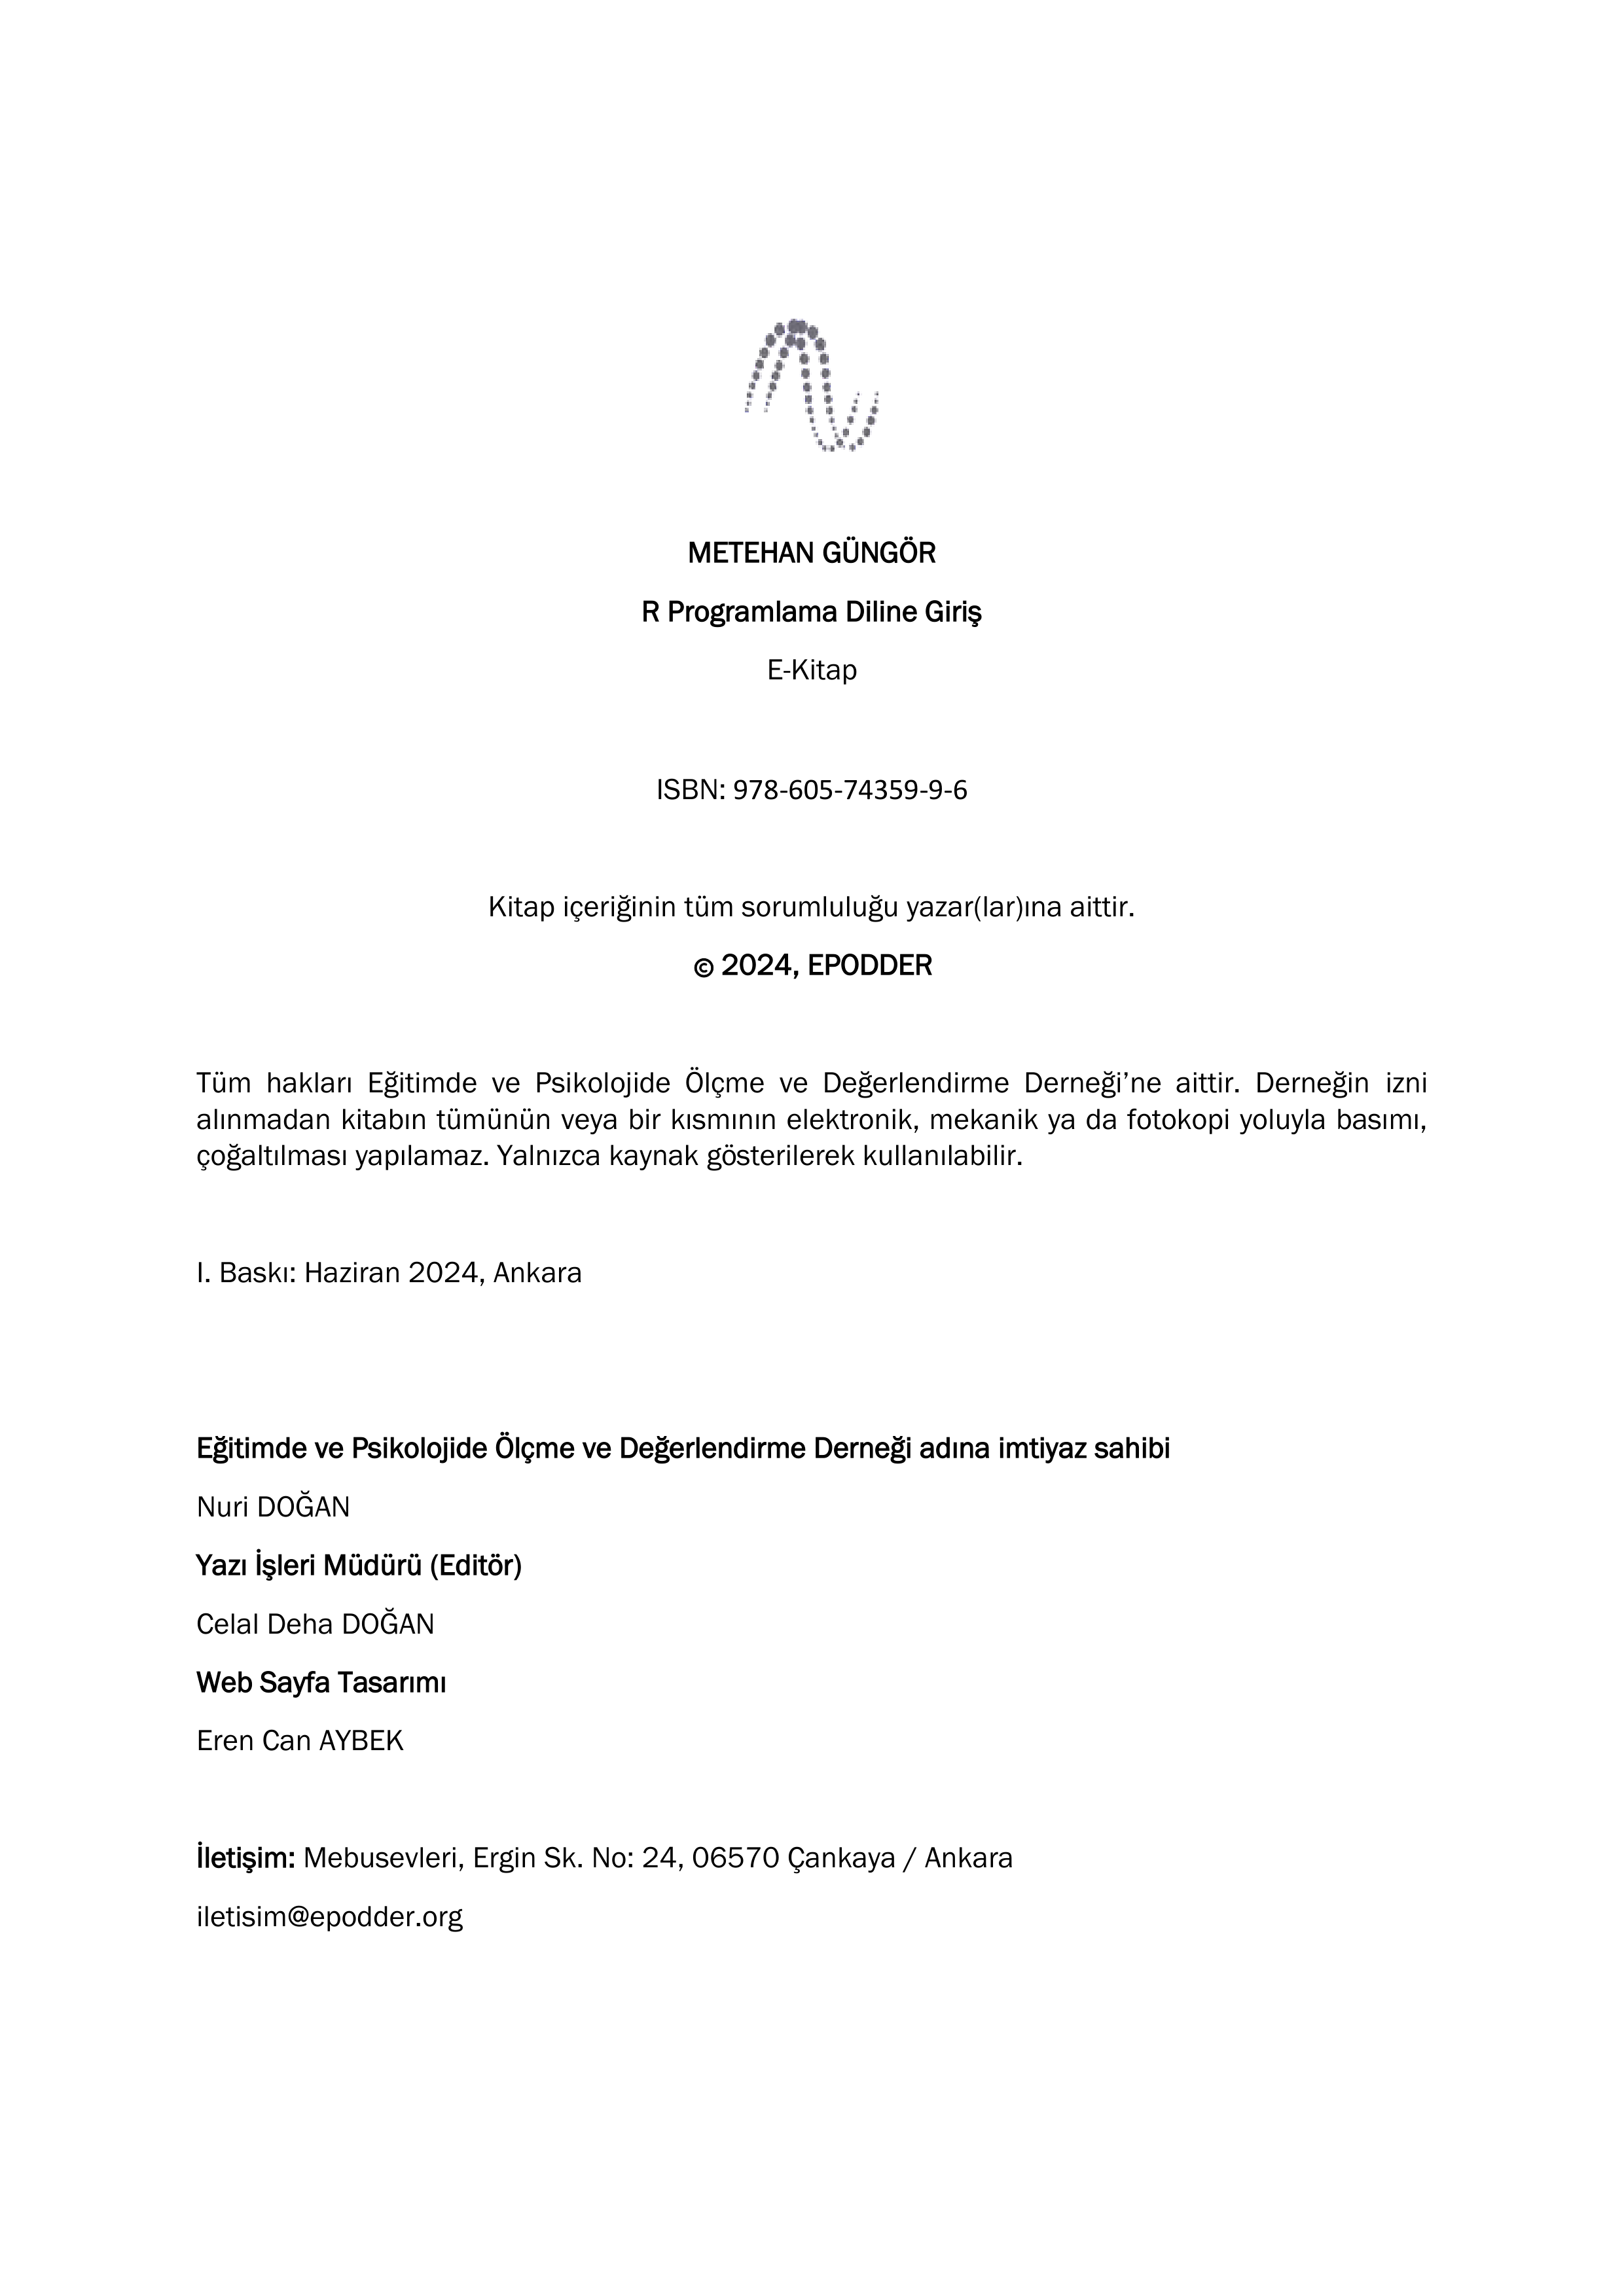 METEHAN GÜNGÖR
R Programlama Diline Giriş
E-Kitap
ISBN: 978-605-74359-9-6
Kitap içeriğinin tüm sorumluluğu yazar(lar)ına aittir.
© 2024, EPODDER
Tüm hakları Eğitimde ve Psikolojide Ölçme ve Değerlendirme Derneği’ne aittir. Derneğin izni
alınmadan kitabın tümünün veya bir kısmının elektronik, mekanik ya da fotokopi yoluyla basımı,
çoğaltılması yapılamaz. Yalnızca kaynak gösterilerek kullanılabilir.
I. Baskı: Haziran 2024, Ankara
Eğitimde ve Psikolojide Ölçme ve Değerlendirme Derneği adına imtiyaz sahibi
Nuri DOĞAN
Yazı İşleri Müdürü (Editör)
Celal Deha DOĞAN
Web Sayfa Tasarımı
Eren Can AYBEK
İletişim: Mebusevleri, Ergin Sk. No: 24, 06570 Çankaya / Ankara
iletisim@epodder.org